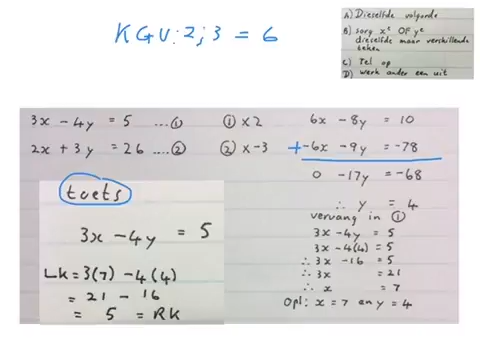 KGV: 2; 3 = 6
A) Dieselfde volgorde
B) sorg x^2 OF y^2
dieselfde maar verskillende
teken
C) Tel op
D) werk ander een uit
3x - 4y = 5 ....①
2x + 3y = 26 ....②
① x2
② x -3
6x - 8y = 10
+ -6x - 9y = -78
0 - 17y = -68
∴ y = 4
vervang in ①
3x - 4y = 5
3x - 4(4) = 5
∴ 3x - 16 = 5
∴ 3x = 21
∴ x = 7
Opl: x = 7 en y = 4
toets
3x - 4y = 5
LK = 3(7) - 4(4)
= 21 - 16
= 5 = RK